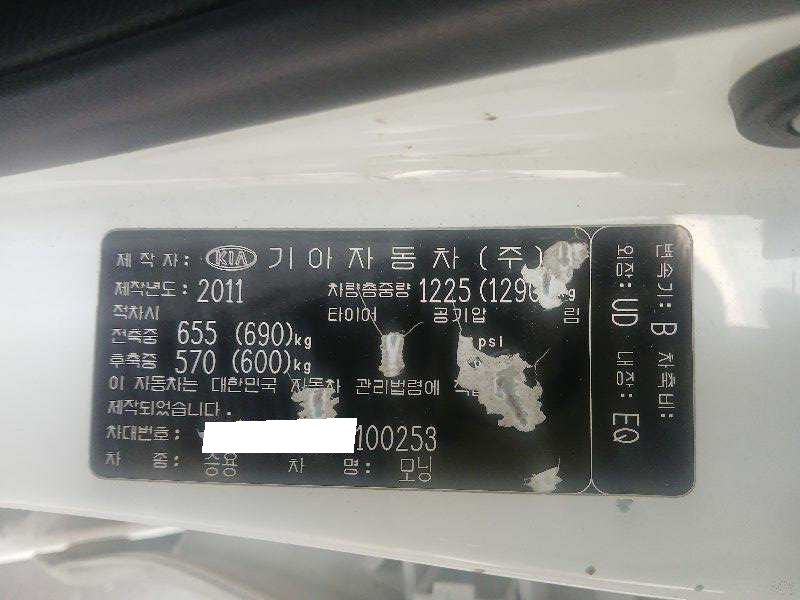 제작자: KIA 기아자동차(주)
제작년도: 2011 차량총중량 1225 (129 kg
적차시 타이어 공기압 림
전축중 655 (690)kg psi
후축중 570 (600)kg
이 자동차는 대한민국 자동차 관리법령에
제작되었습니다.
차대번호: 100253
차 종: 승용 차 명: 모닝
변속기: B 차축비:
외장: UD 내장: EQ